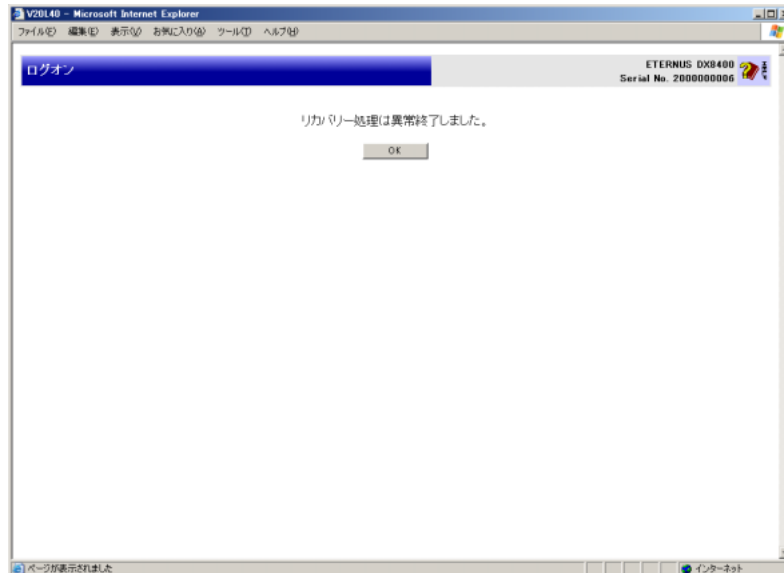 V20L40 - Microsoft Internet Explorer
ファイル(F) 編集(E) 表示(V) お気に入り(A) ツール(T) ヘルプ(H)
ログオン
ETERNUS DX8400
Serial No. 2000000006
リカバリー処理は異常終了しました。
OK
ページが表示されました
インターネット